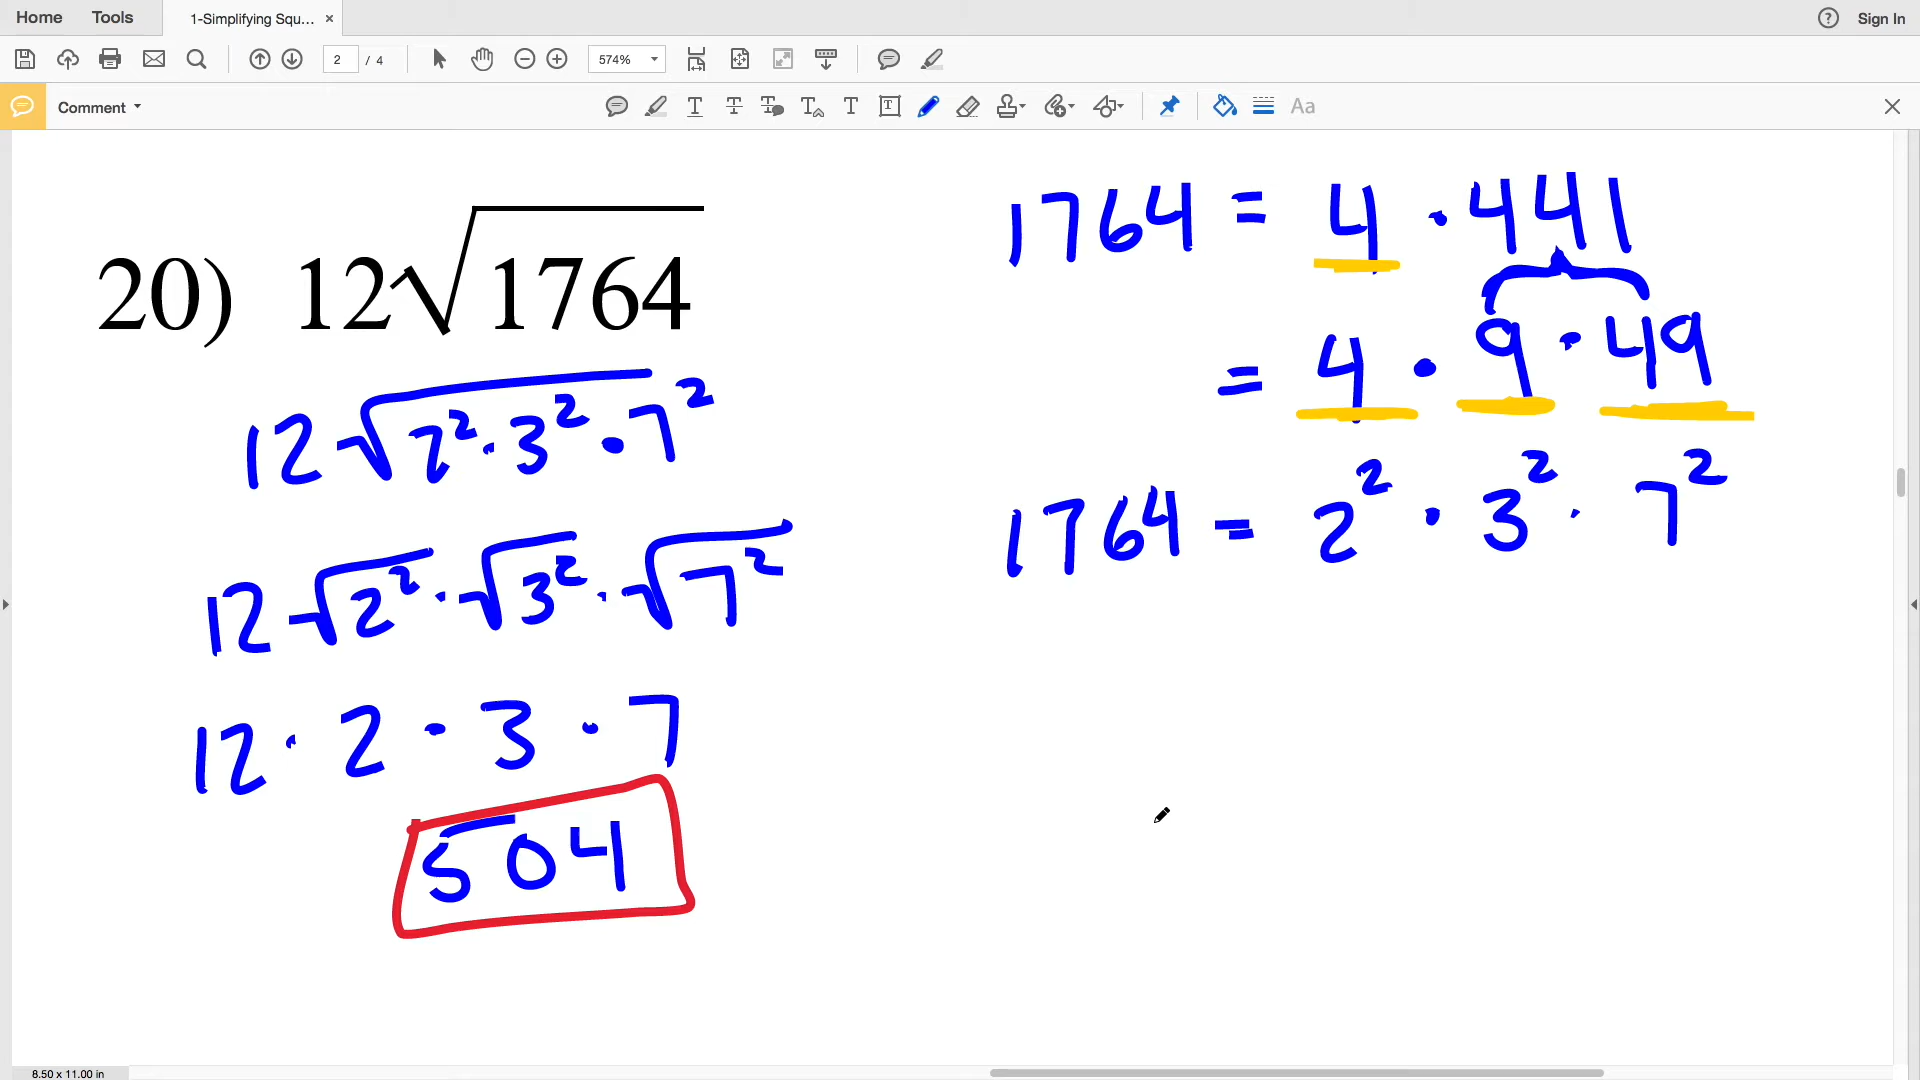 Home Tools 1-Simplifying Squ... × ? Sign In
2 / 4 574%
Comment T T T T T T Aa
20) 12√1764
12√2²·3²·7²
12√2²·√3²·√7²
12·2·3·7
504
1764 = 4·441
= 4·9·49
1764 = 2²·3²·7²
8.50 x 11.00 in